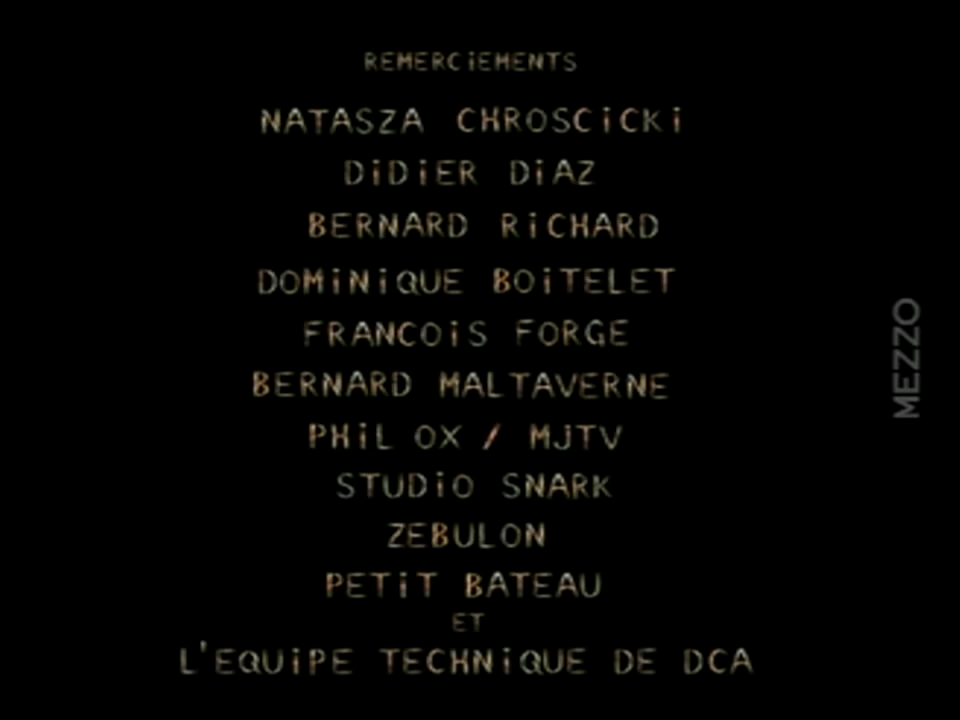 REMERCiEMENTS
NATASZA CHROSCiCKi
DiDiER DiAZ
BERNARD RiCHARD
DOMiNiQUE BOiTELET
FRANCOiS FORGE
BERNARD MALTAVERNE
PHiL OX / MJTV
STUDiO SNARK
ZEBULON
PETiT BATEAU
ET
L'EQUiPE TECHNiQUE DE DCA
MEZZO